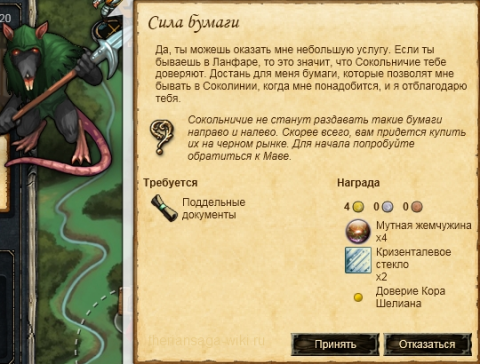 20
Сила бумаги
Да, ты можешь оказать мне небольшую услугу. Если ты
бываешь в Ланфаре, то это значит, что Сокольничие тебе
доверяют. Достань для меня бумаги, которые позволят мне
бывать в Соколинии, когда мне понадобится, и я отблагодарю
тебя.
Сокольничие не станут раздавать такие бумаги
направо и налево. Скорее всего, вам придется купить
их на черном рынке. Для начала попробуйте
обратиться к Маве.
Требуется
Поддельные
документы
Награда
4 0 0
Мутная жемчужина
x4
Кризенталевое
стекло
x2
Доверие Кора
Шелиана
Принять Отказаться